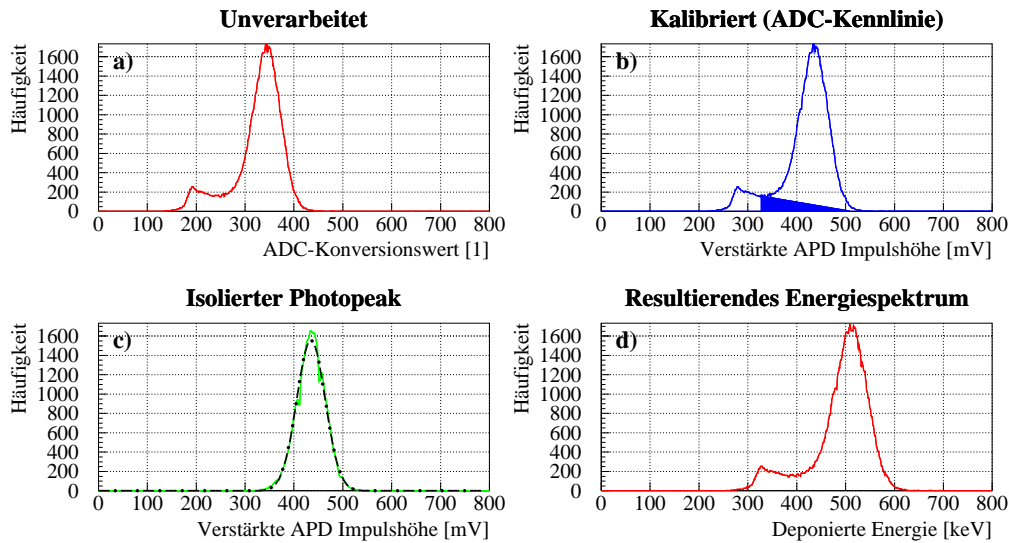 Unverarbeitet
a)
Häufigkeit
1600
1400
1200
1000
800
600
400
200
0
0 100 200 300 400 500 600 700 800
ADC-Konversionswert [1]
Kalibriert (ADC-Kennlinie)
b)
Häufigkeit
1600
1400
1200
1000
800
600
400
200
0
0 100 200 300 400 500 600 700 800
Verstärkte APD Impulshöhe [mV]
Isolierter Photopeak
c)
Häufigkeit
1600
1400
1200
1000
800
600
400
200
0
0 100 200 300 400 500 600 700 800
Verstärkte APD Impulshöhe [mV]
Resultierendes Energiespektrum
d)
Häufigkeit
1600
1400
1200
1000
800
600
400
200
0
0 100 200 300 400 500 600 700 800
Deponierte Energie [keV]